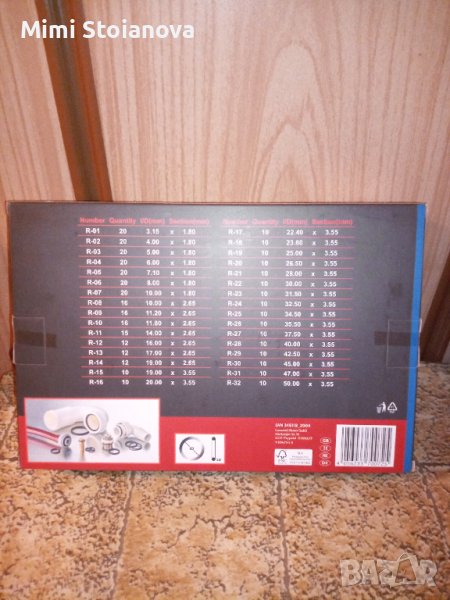 Mimi Stoianova
Number Quantity I/D(mm) Section(mm)
R-01 20 3.15 x 1.80
R-02 20 4.00 x 1.80
R-03 20 5.00 x 1.80
R-04 20 6.00 x 1.80
R-05 20 7.10 x 1.80
R-06 20 8.00 x 1.80
R-07 20 10.00 x 1.80
R-08 16 10.00 x 2.65
R-09 16 11.20 x 2.65
R-10 16 11.80 x 2.65
R-11 15 14.00 x 2.65
R-12 12 16.00 x 2.65
R-13 12 17.00 x 2.65
R-14 12 19.00 x 2.65
R-15 10 19.00 x 3.55
R-16 10 20.00 x 3.55
Number Quantity I/D(mm) Section(mm)
R-17 10 22.40 x 3.55
R-18 10 23.60 x 3.55
R-19 10 25.00 x 3.55
R-20 10 26.50 x 3.55
R-21 10 28.00 x 3.55
R-22 10 30.00 x 3.55
R-23 10 31.50 x 3.55
R-24 10 32.50 x 3.55
R-25 10 34.50 x 3.55
R-26 10 35.50 x 3.55
R-27 10 37.50 x 3.55
R-28 10 40.00 x 3.55
R-29 10 42.50 x 3.55
R-30 10 45.00 x 3.55
R-31 10 47.00 x 3.55
R-32 10 50.00 x 3.55
FSC
BAZAR